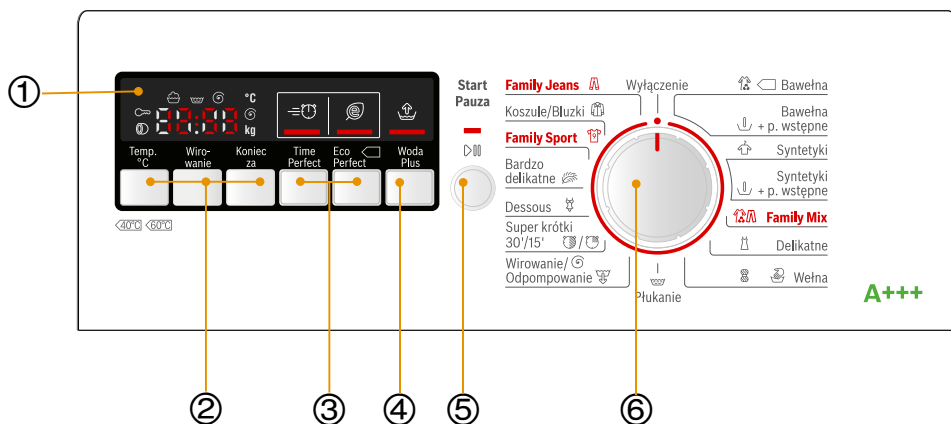 ①
°C
kg
Temp.
°C
Wiro-
wanie
Koniec
za
Time
Perfect
Eco
Perfect
Woda
Plus
40°C 60°C
Start
Pauza
Family Jeans
Koszule/Bluzki
Family Sport
Bardzo
delikatne
Dessous
Super krótki
30'/15'
Wirowanie/
Odpompowanie
Wyłączenie
Płukanie
Bawełna
Bawełna
+ p. wstępne
Syntetyki
Syntetyki
+ p. wstępne
Family Mix
Delikatne
Wełna
A+++
② ③ ④ ⑤ ⑥